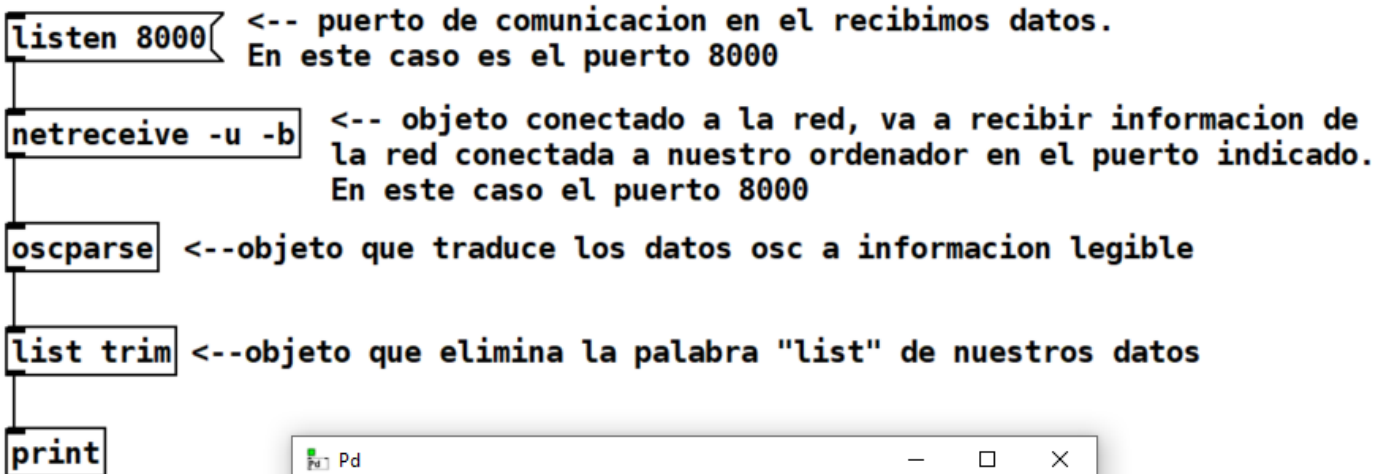 listen 8000
<-- puerto de comunicacion en el recibimos datos.
En este caso es el puerto 8000
netreceive -u -b
<-- objeto conectado a la red, va a recibir informacion de
la red conectada a nuestro ordenador en el puerto indicado.
En este caso el puerto 8000
oscparse
<--objeto que traduce los datos osc a informacion legible
list trim
<--objeto que elimina la palabra "list" de nuestros datos
print
Pd